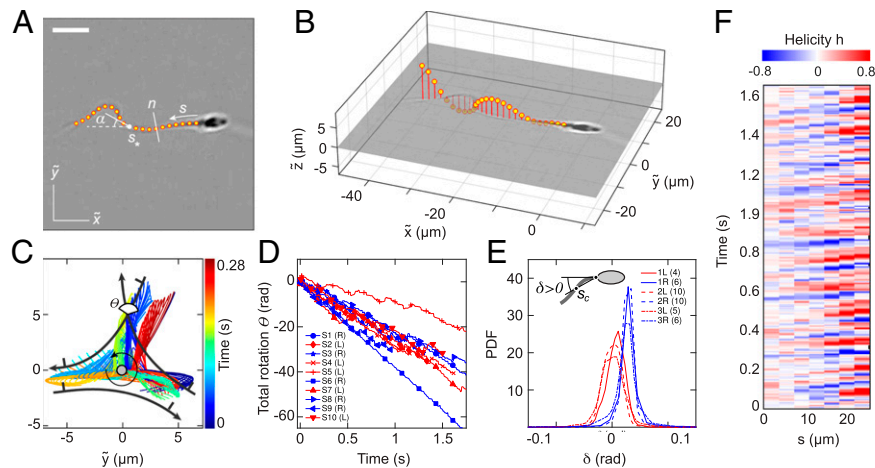 A
n
s
α
s*
ỹ
x̃
B
5
0
-5
z̃ (μm)
-40
-20
0
x̃ (μm)
20
0
-20
ỹ (μm)
C
5
0
-5
-7
0
5
ỹ (μm)
θ
0.28
Time (s)
0
D
0
-20
-40
-60
Total rotation Θ (rad)
S1 (R)
S2 (L)
S3 (R)
S4 (L)
S5 (L)
S6 (R)
S7 (L)
S8 (R)
S9 (R)
S10 (L)
0
0.5
1
1.5
Time (s)
E
40
30
20
10
0
PDF
δ>0
sc
1L (4)
1R (6)
2L (10)
2R (10)
3L (5)
3R (6)
-0.1
0
0.1
δ (rad)
F
Helicity h
-0.8
0
0.8
1.6
1.4
1.2
1.0
0.8
0.6
0.4
0.2
0
Time (s)
0
10
20
s (μm)